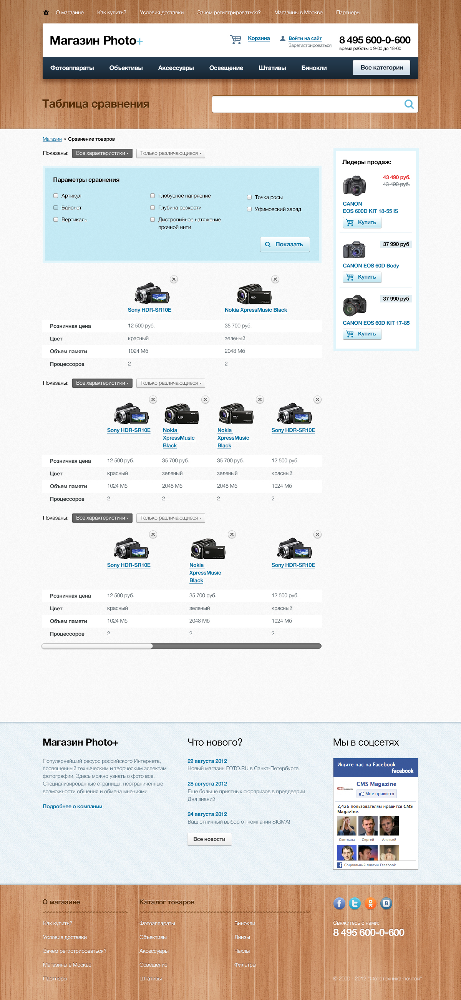 О магазине Как купить? Условия доставки Зачем регистрироваться? Магазины в Москве Партнеры
Магазин Photo+
Корзина
Войти на сайт
Зарегистрироваться
8 495 600-0-600
время работы с 9-00 до 18-00
Фотоаппараты Объективы Аксессуары Освещение Штативы Бинокли Все категории
Таблица сравнения
Магазин Сравнение товаров
Показаны: Все характеристики Только различающиеся
Параметры сравнения
Артикул
Байонет
Вертикаль
Глобусное напряение
Глубина резкости
Дистропийное натяжение
прочной нити
Точка росы
Уфимовский заряд
Показать
Лидеры продаж:
43 490 руб.
43 490 руб.
CANON
EOS 600D KIT 18-55 IS
Купить
37 990 руб
CANON EOS 60D Body
Купить
37 990 руб
CANON EOS 60D KIT 17-85
Купить
Sony HDR-SR10E Nokia XpressMusic Black
Розничная цена 12 500 руб. 35 700 руб.
Цвет красный зеленый
Объем памяти 1024 Мб 2048 Мб
Процессоров 2 2
Показаны: Все характеристики Только различающиеся
Sony HDR-SR10E Nokia Nokia Sony HDR-SR10E
XpressMusic XpressMusic
Black Black
Розничная цена 12 500 руб. 35 700 руб. 35 700 руб. 12 500 руб.
Цвет красный зеленый зеленый красный
Объем памяти 1024 Мб 2048 Мб 2048 Мб 1024 Мб
Процессоров 2 2 2 2
Показаны: Все характеристики Только различающиеся
Sony HDR-SR10E Nokia Sony HDR-SR10E
XpressMusic
Black
Розничная цена 12 500 руб. 35 700 руб. 12 500 руб.
Цвет красный зеленый красный
Объем памяти 1024 Мб 2048 Мб 1024 Мб
Процессоров 2 2 2
Магазин Photo+
Популярнейший ресурс российского Интернета,
посвященный техническим и творческим аспектам
фотографии. Здесь можно узнать о фото все.
Специализированные страницы: неограниченные
возможности общения и обмена мнениями
Подробнее о компании
Что нового?
29 августа 2012
Новый магазин FOTO.RU в Санкт-Петербурге!
28 августа 2012
Еще больше приятных сюрпризов в преддверии
Дня знаний
24 августа 2012
Ваш отличный выбор от компании SIGMA!
Все новости
Мы в соцсетях
Ищите нас на Facebook
facebook
CMS magazine
CMS Magazine
Мне нравится
2,426 пользователям нравится CMS
Magazine.
Светлана Сергей Алексей
Социальный плагин Facebook
О магазине
Как купить?
Условия доставки
Зачем регистрироваться?
Магазины в Москве
Партнеры
Каталог товаров
Фотоаппараты
Объективы
Аксессуары
Освещение
Штативы
Бинокли
Линзы
Чехлы
Фильтры
Свяжитесь с нами:
8 495 600-0-600
© 2000 - 2012 "Фототехника-почтой"